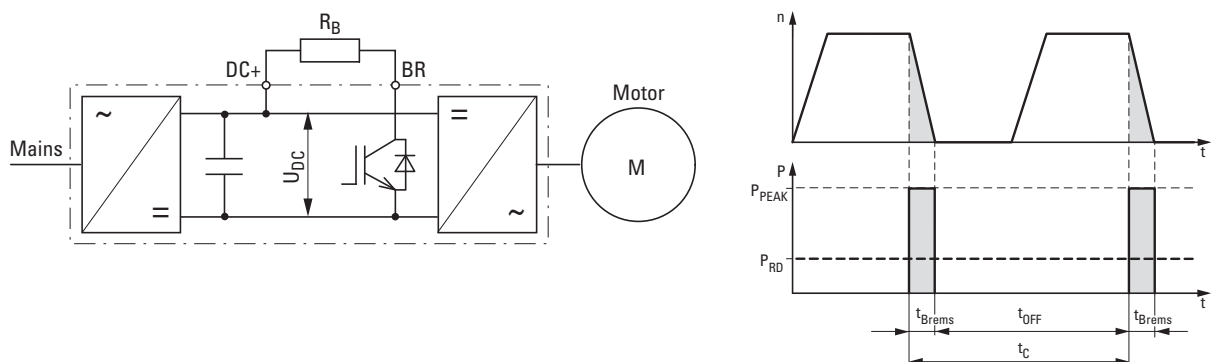 R_B
DC+ BR
Motor
~ =
Mains
U_DC
M
= ~
n
t
P
P_PEAK
P_RD
t
t_Brems t_OFF t_Brems
t_C